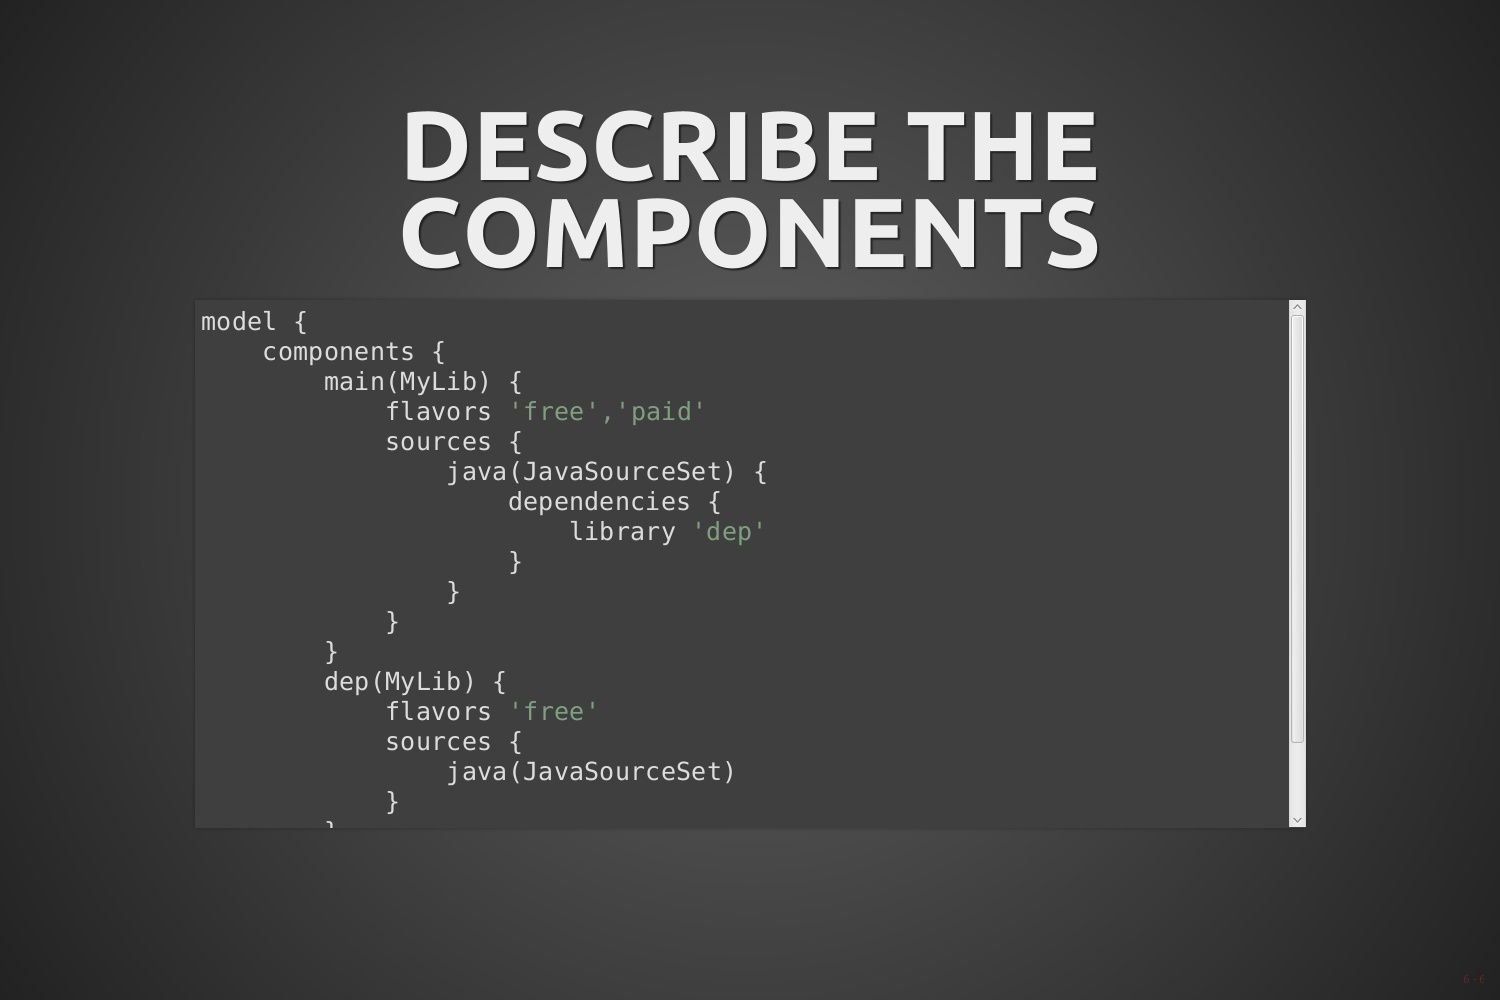 DESCRIBE THE
COMPONENTS
model {
    components {
        main(MyLib) {
            flavors 'free','paid'
            sources {
                java(JavaSourceSet) {
                    dependencies {
                        library 'dep'
                    }
                }
            }
        }
        dep(MyLib) {
            flavors 'free'
            sources {
                java(JavaSourceSet)
            }
        }